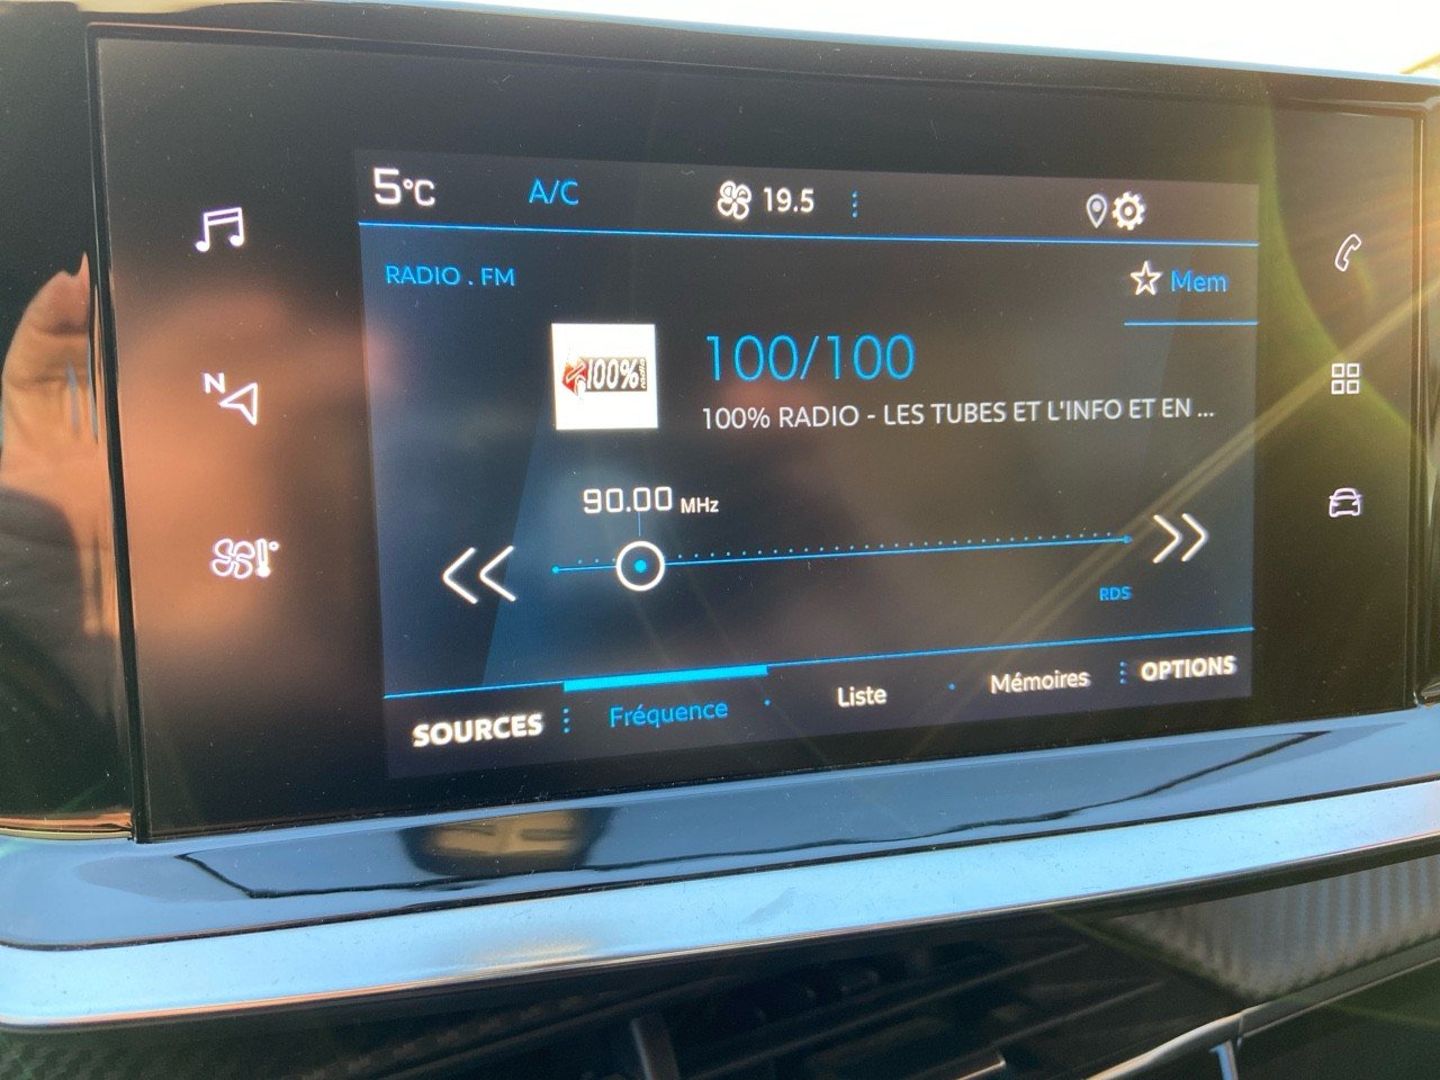 5°C A/C 19.5
RADIO . FM
Mem
100%
100/100
100% RADIO - LES TUBES ET L'INFO ET EN ...
90.00 MHz
N
RDS
SOURCES Fréquence Liste Mémoires OPTIONS